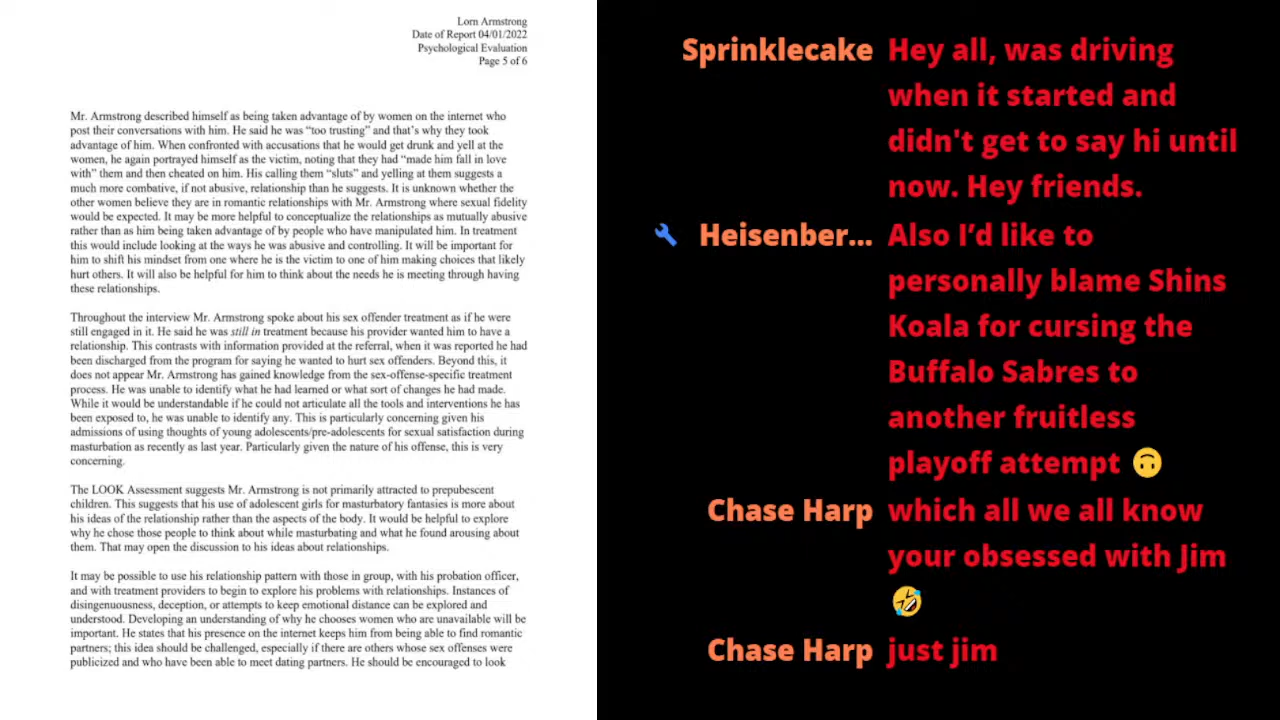 Lorn Armstrong
Date of Report 04/01/2022
Psychological Evaluation
Page 5 of 6
Mr. Armstrong described himself as being taken advantage of by women on the internet who
post their conversations with him. He said he was “too trusting” and that’s why they took
advantage of him. When confronted with accusations that he would get drunk and yell at the
women, he again portrayed himself as the victim, noting that they had “made him fall in love
with” them and then cheated on him. His calling them “sluts” and yelling at them suggests a
much more combative, if not abusive, relationship than he suggests. It is unknown whether the
other women believe they are in romantic relationships with Mr. Armstrong where sexual fidelity
would be expected. It may be more helpful to conceptualize the relationships as mutually abusive
rather than as him being taken advantage of by people who have manipulated him. In treatment
this would include looking at the ways he was abusive and controlling. It will be important for
him to shift his mindset from one where he is the victim to one of him making choices that likely
hurt others. It will also be helpful for him to think about the needs he is meeting through having
these relationships.
Throughout the interview Mr. Armstrong spoke about his sex offender treatment as if he were
still engaged in it. He said he was still in treatment because his provider wanted him to have a
relationship. This contrasts with information provided at the referral, when it was reported he had
been discharged from the program for saying he wanted to hurt sex offenders. Beyond this, it
does not appear Mr. Armstrong has gained knowledge from the sex-offense-specific treatment
process. He was unable to identify what he had learned or what sort of changes he had made.
While it would be understandable if he could not articulate all the tools and interventions he has
been exposed to, he was unable to identify any. This is particularly concerning given his
admissions of using thoughts of young adolescents/pre-adolescents for sexual satisfaction during
masturbation as recently as last year. Particularly given the nature of his offense, this is very
concerning.
The LOOK Assessment suggests Mr. Armstrong is not primarily attracted to prepubescent
children. This suggests that his use of adolescent girls for masturbatory fantasies is more about
his ideas of the relationship rather than the aspects of the body. It would be helpful to explore
why he chose those people to think about while masturbating and what he found arousing about
them. That may open the discussion to his ideas about relationships.
It may be possible to use his relationship pattern with those in group, with his probation officer,
and with treatment providers to begin to explore his problems with relationships. Instances of
disingenuousness, deception, or attempts to keep emotional distance can be explored and
understood. Developing an understanding of why he chooses women who are unavailable will be
important. He states that his presence on the internet keeps him from being able to find romantic
partners; this idea should be challenged, especially if there are others whose sex offenses were
publicized and who have been able to meet dating partners. He should be encouraged to look
Sprinklecake Hey all, was driving
when it started and
didn't get to say hi until
now. Hey friends.
Heisenber... Also I’d like to
personally blame Shins
Koala for cursing the
Buffalo Sabres to
another fruitless
playoff attempt 🙃
Chase Harp which all we all know
your obsessed with Jim
🤣
Chase Harp just jim